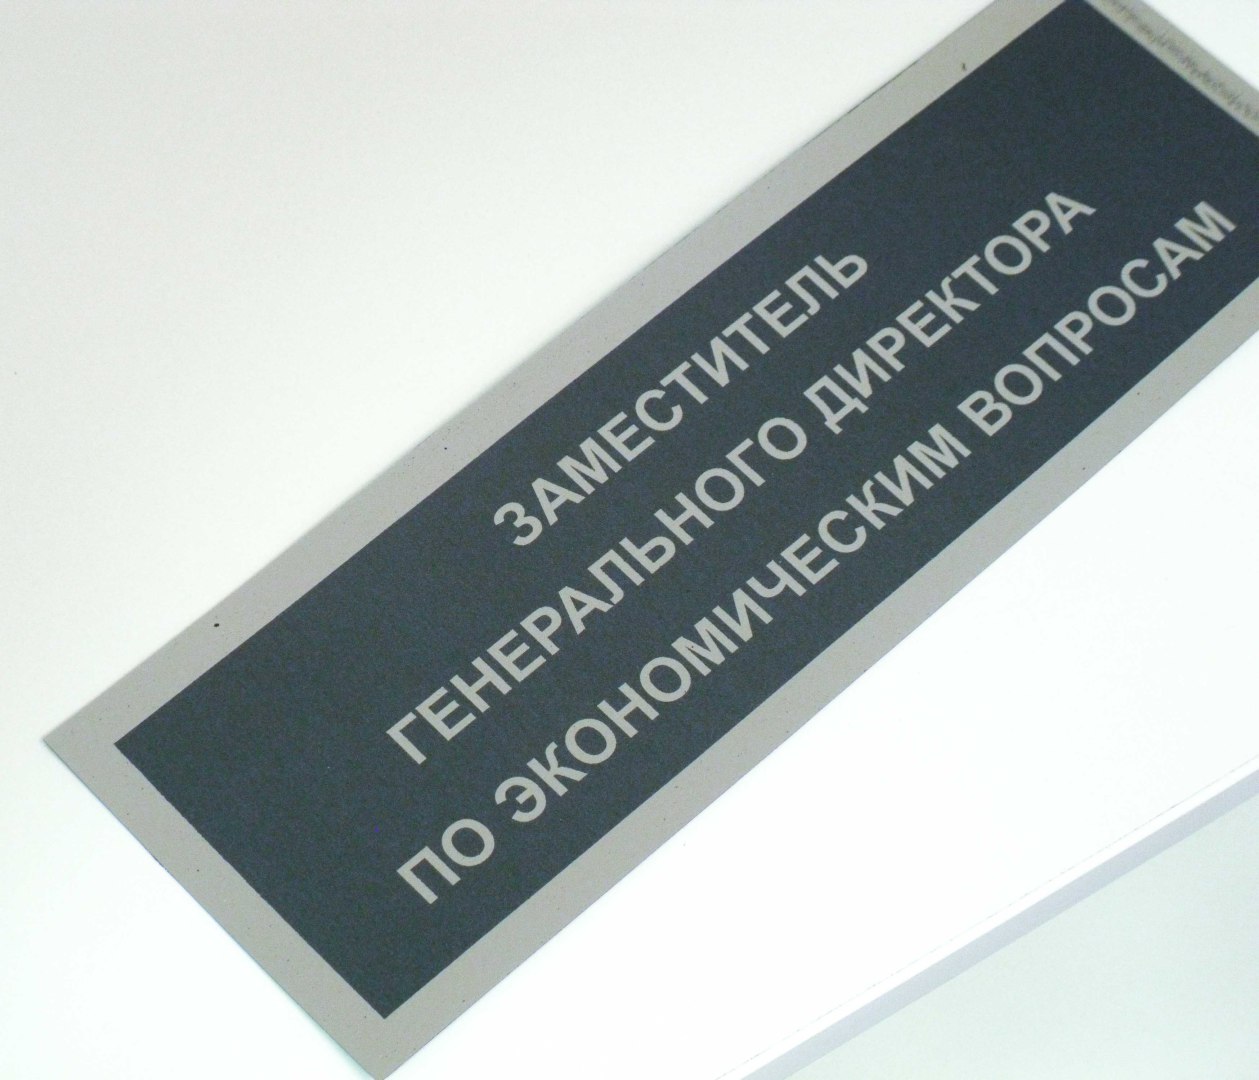 ЗАМЕСТИТЕЛЬ
ГЕНЕРАЛЬНОГО ДИРЕКТОРА
ПО ЭКОНОМИЧЕСКИМ ВОПРОСАМ